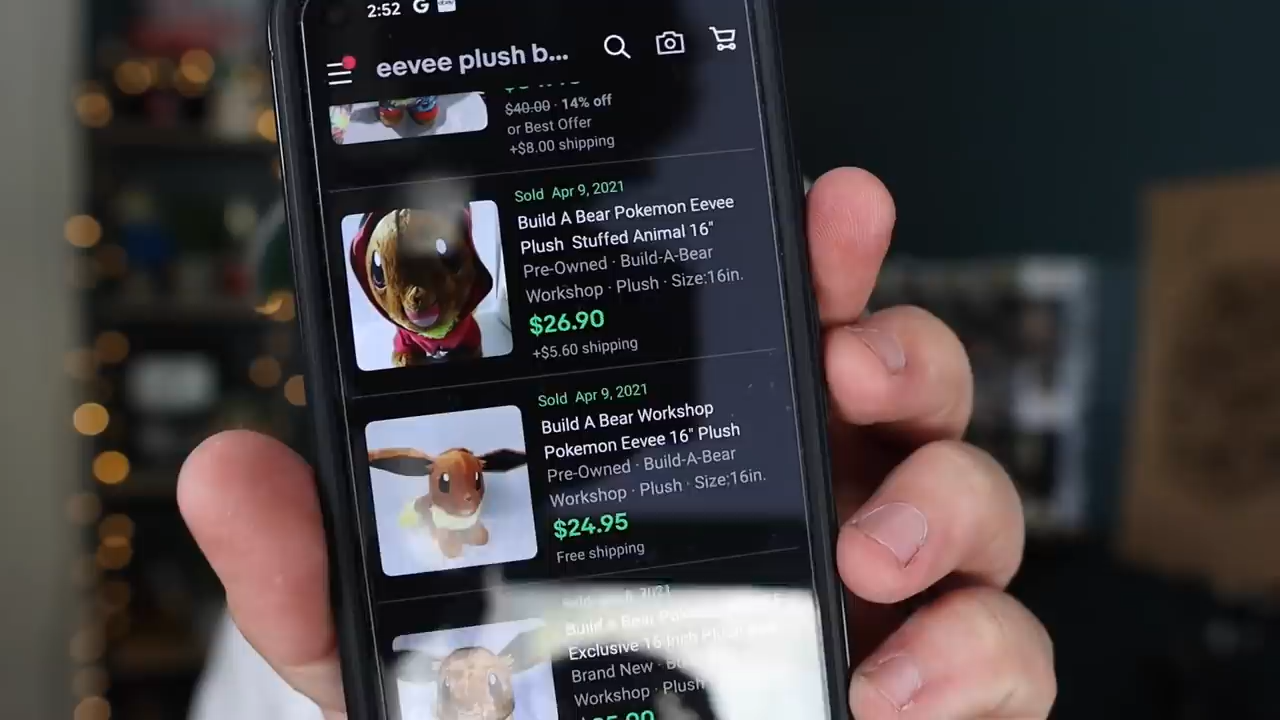 2:52 G
eevee plush b...
$40.00 · 14% off
or Best Offer
+$8.00 shipping
Sold Apr 9, 2021
Build A Bear Pokemon Eevee
Plush Stuffed Animal 16"
Pre-Owned · Build-A-Bear
Workshop · Plush · Size:16in.
$26.90
+$5.60 shipping
Sold Apr 9, 2021
Build A Bear Workshop
Pokemon Eevee 16" Plush
Pre-Owned · Build-A-Bear
Workshop · Plush · Size:16in.
$24.95
Free shipping
2021
Build a Bear
Exclusive 16 Inch Plush
Brand New ·
Workshop · Plush